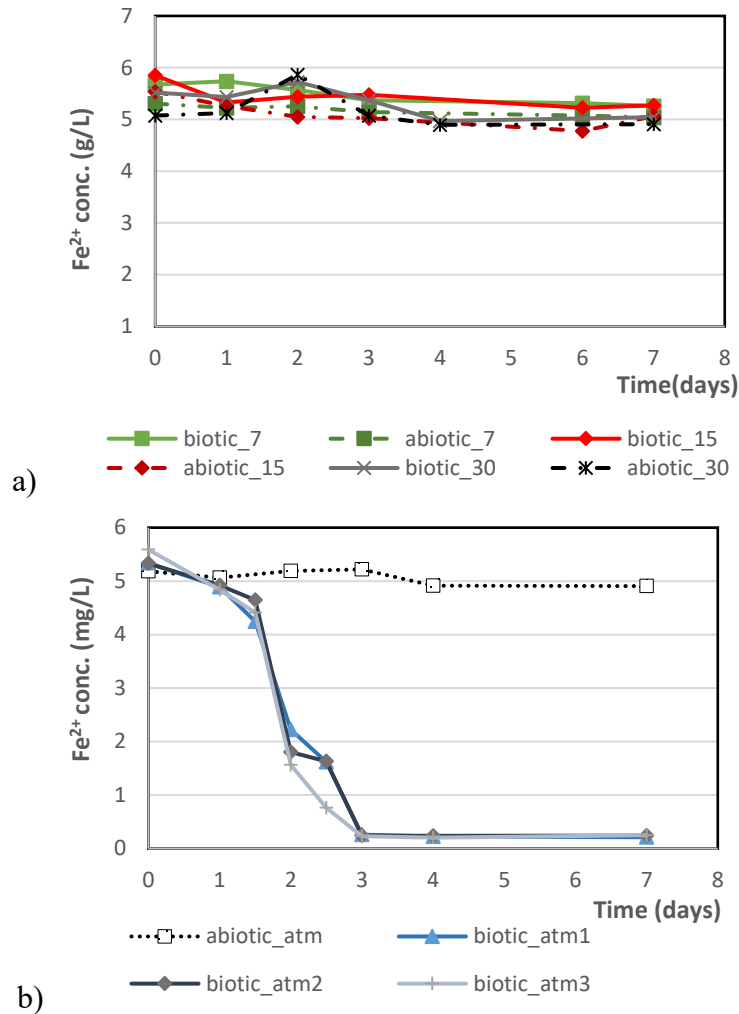 7
6
5
4
3
2
1
Fe²⁺ conc. (g/L)
0 1 2 3 4 5 6 7 8
Time(days)
biotic_7 abiotic_7 biotic_15
abiotic_15 biotic_30 abiotic_30
a)
6
5
4
3
2
1
0
Fe²⁺ conc. (mg/L)
0 1 2 3 4 5 6 7 8
Time (days)
abiotic_atm biotic_atm1
biotic_atm2 biotic_atm3
b)